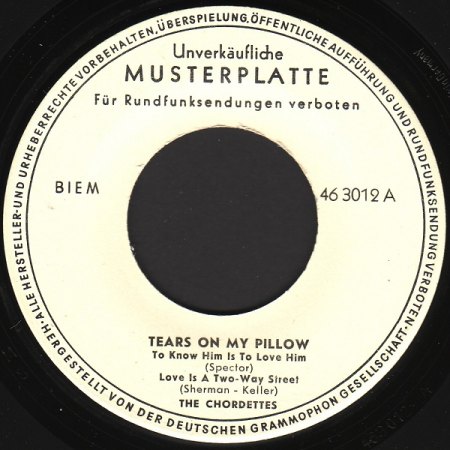 ALLE HERSTELLER- UND URHEBERRECHTE VORBEHALTEN, ÜBERSPIELUNG, ÖFFENTLICHE AUFFÜHRUNG UND RUNDFUNKSENDUNG VERBOTEN·
Unverkäufliche
MUSTERPLATTE
Für Rundfunksendungen verboten
BIEM
46 3012 A
TEARS ON MY PILLOW
To Know Him Is To Love Him
(Spector)
Love Is A Two-Way Street
(Sherman - Keller)
THE CHORDETTES
HERGESTELLT VON DER DEUTSCHEN GRAMMOPHON GESELLSCHAFT·